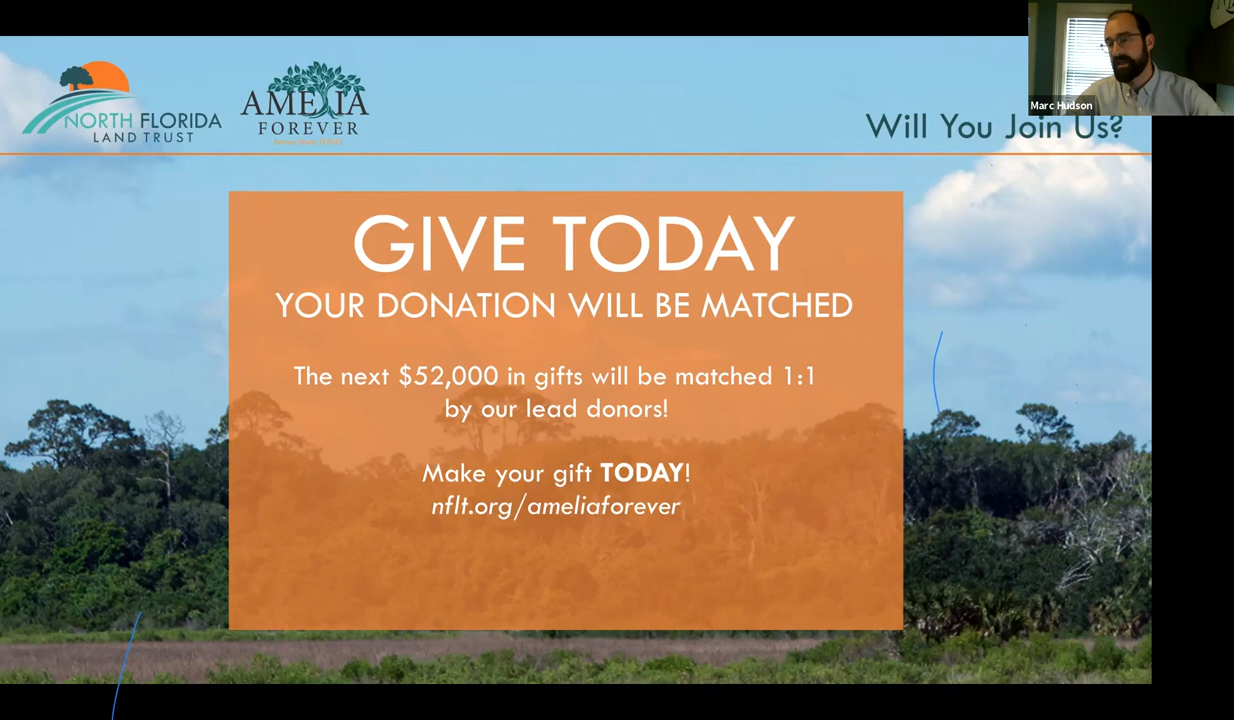 NORTH FLORIDA
LAND TRUST
AMELIA
FOREVER
Will You Join Us?
Marc Hudson
GIVE TODAY
YOUR DONATION WILL BE MATCHED
The next $52,000 in gifts will be matched 1:1
by our lead donors!
Make your gift TODAY!
nflt.org/ameliaforever